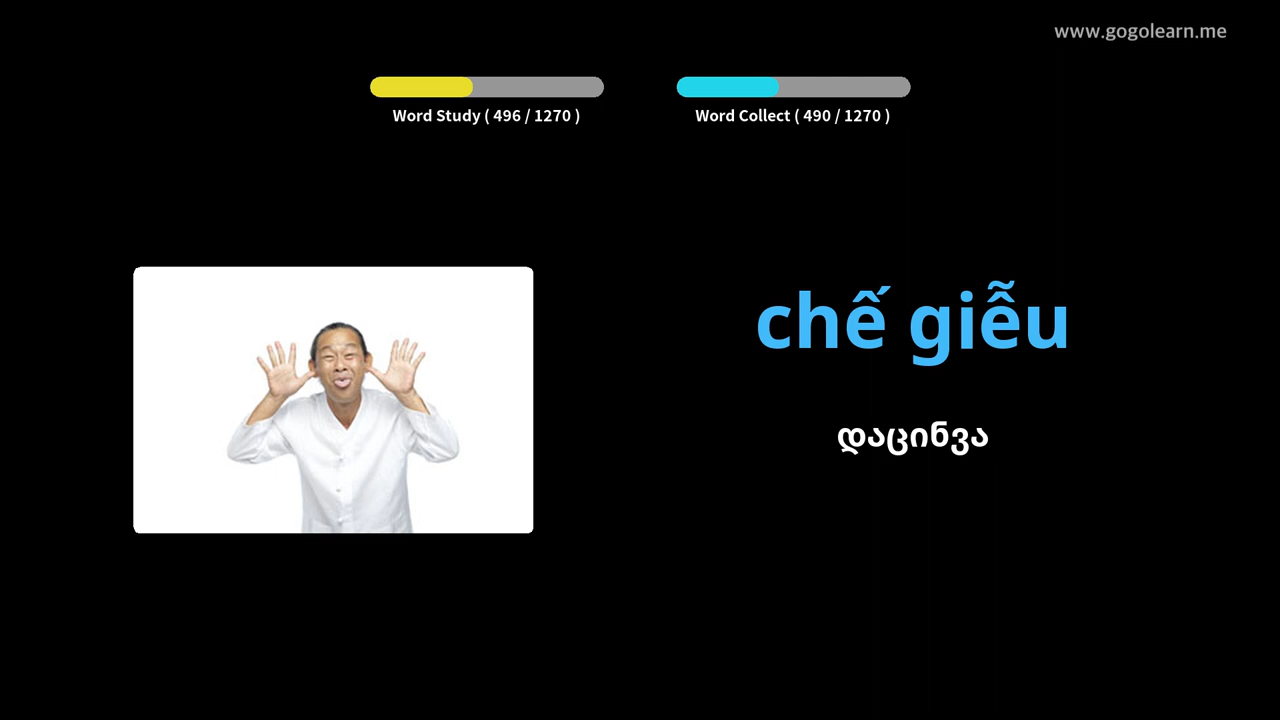 www.gogolearn.me
Word Study ( 496 / 1270 )
Word Collect ( 490 / 1270 )
chế giễu
დაცინვა